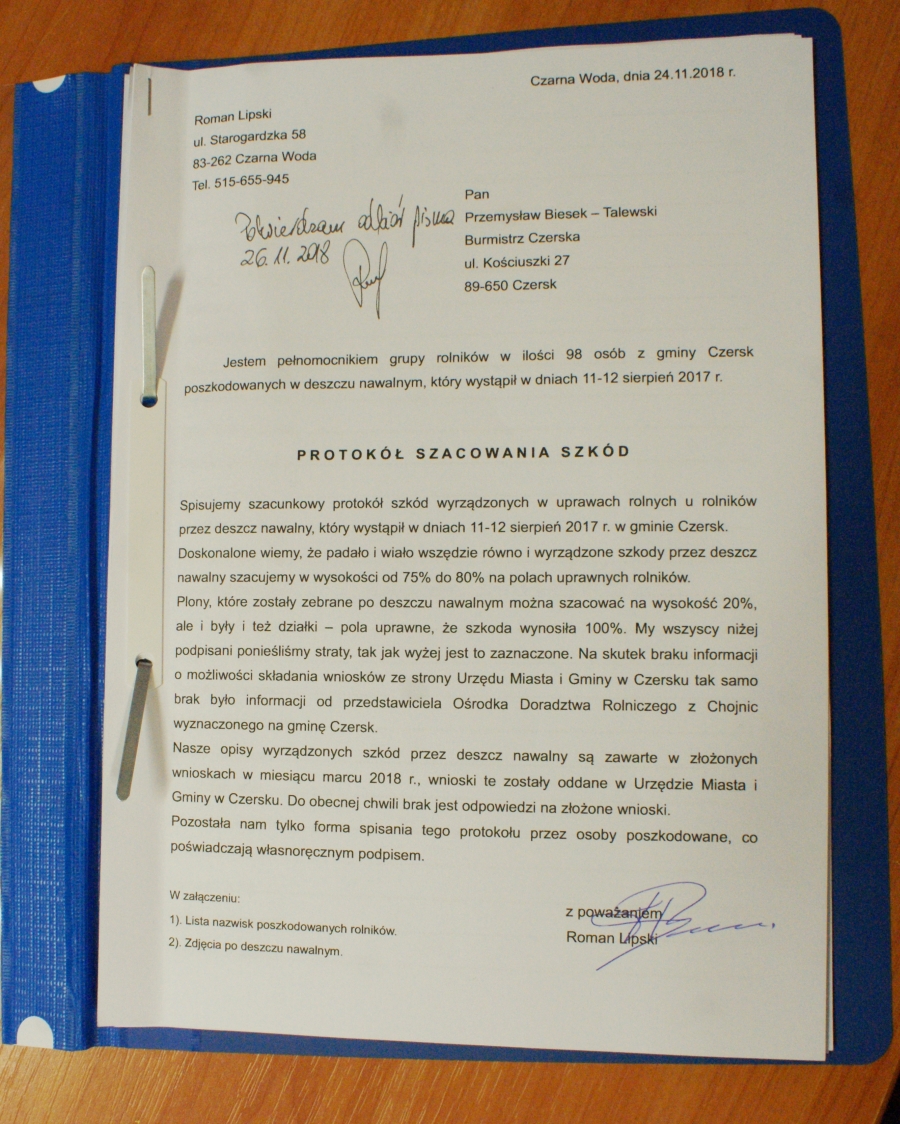 Czarna Woda, dnia 24.11.2018 r.
Roman Lipski
ul. Starogardzka 58
83-262 Czarna Woda
Tel. 515-655-945
Potwierdzam odbiór pisma
26.11.2018
Pan
Przemysław Biesek – Talewski
Burmistrz Czerska
ul. Kościuszki 27
89-650 Czersk
Jestem pełnomocnikiem grupy rolników w ilości 98 osób z gminy Czersk
poszkodowanych w deszczu nawalnym, który wystąpił w dniach 11-12 sierpień 2017 r.
PROTOKÓŁ SZACOWANIA SZKÓD
Spisujemy szacunkowy protokół szkód wyrządzonych w uprawach rolnych u rolników
przez deszcz nawalny, który wystąpił w dniach 11-12 sierpień 2017 r. w gminie Czersk.
Doskonalone wiemy, że padało i wiało wszędzie równo i wyrządzone szkody przez deszcz
nawalny szacujemy w wysokości od 75% do 80% na polach uprawnych rolników.
Plony, które zostały zebrane po deszczu nawalnym można szacować na wysokość 20%,
ale i były i też działki – pola uprawne, że szkoda wynosiła 100%. My wszyscy niżej
podpisani ponieśliśmy straty, tak jak wyżej jest to zaznaczone. Na skutek braku informacji
o możliwości składania wniosków ze strony Urzędu Miasta i Gminy w Czersku tak samo
brak było informacji od przedstawiciela Ośrodka Doradztwa Rolniczego z Chojnic
wyznaczonego na gminę Czersk.
Nasze opisy wyrządzonych szkód przez deszcz nawalny są zawarte w złożonych
wnioskach w miesiącu marcu 2018 r., wnioski te zostały oddane w Urzędzie Miasta i
Gminy w Czersku. Do obecnej chwili brak jest odpowiedzi na złożone wnioski.
Pozostała nam tylko forma spisania tego protokołu przez osoby poszkodowane, co
poświadczają własnoręcznym podpisem.
W załączeniu:
1). Lista nazwisk poszkodowanych rolników.
2). Zdjęcia po deszczu nawalnym.
z poważaniem
Roman Lipski